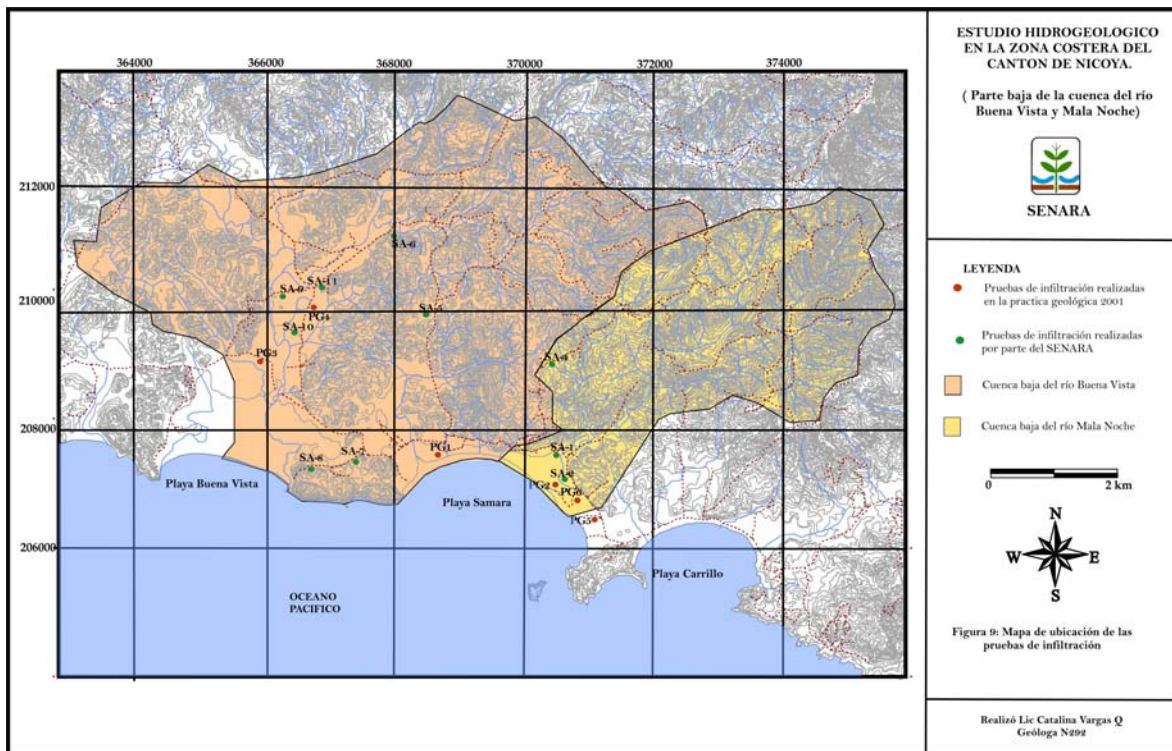 364000 366000 368000 370000 372000 374000
212000
210000
208000
206000
SA-6
SA-11
SA-9
PG4
SA-10
SA-5
PG3
SA-4
SA-7
SA-8
PG1
SA-1
SA-2
PG2
PG6
PG5
Playa Buena Vista
Playa Samara
Playa Carrillo
OCEANO
PACIFICO
ESTUDIO HIDROGEOLOGICO
EN LA ZONA COSTERA DEL
CANTON DE NICOYA.
( Parte baja de la cuenca del río
Buena Vista y Mala Noche)
SENARA
LEYENDA
Pruebas de infiltración realizadas
en la practica geológica 2001
Pruebas de infiltración realizadas
por parte del SENARA
Cuenca baja del río Buena Vista
Cuenca baja del río Mala Noche
0 2 km
N
W E
S
Figura 9: Mapa de ubicación de las
pruebas de infiltración
Realizó Lic Catalina Vargas Q
Geóloga N292